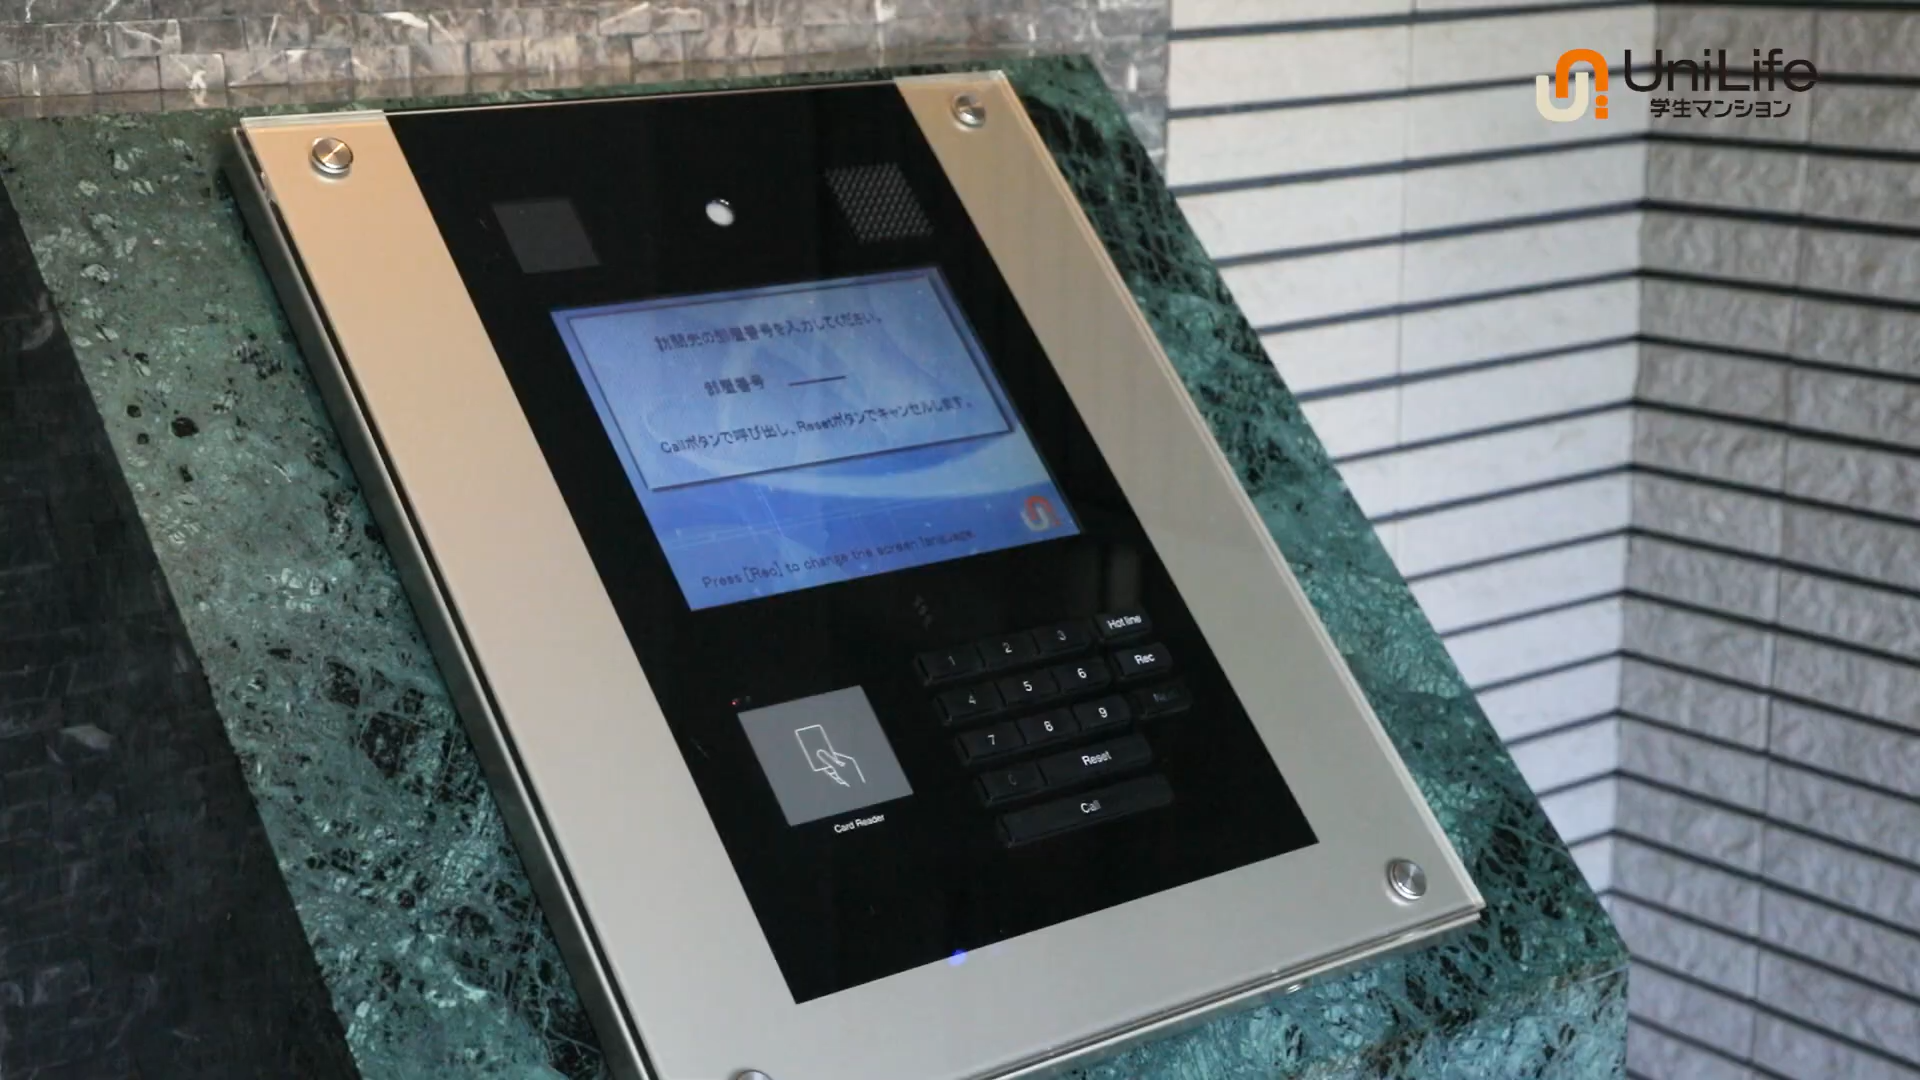 UniLife
学生マンション
訪問先の部屋番号を入力してください。
部屋番号
Callボタンで呼び出し、Resetボタンでキャンセルします。
Press [Rec] to change the screen language.
1 2 3 Hot line
4 5 6 Rec
7 8 9
Reset
Call
Card Reader